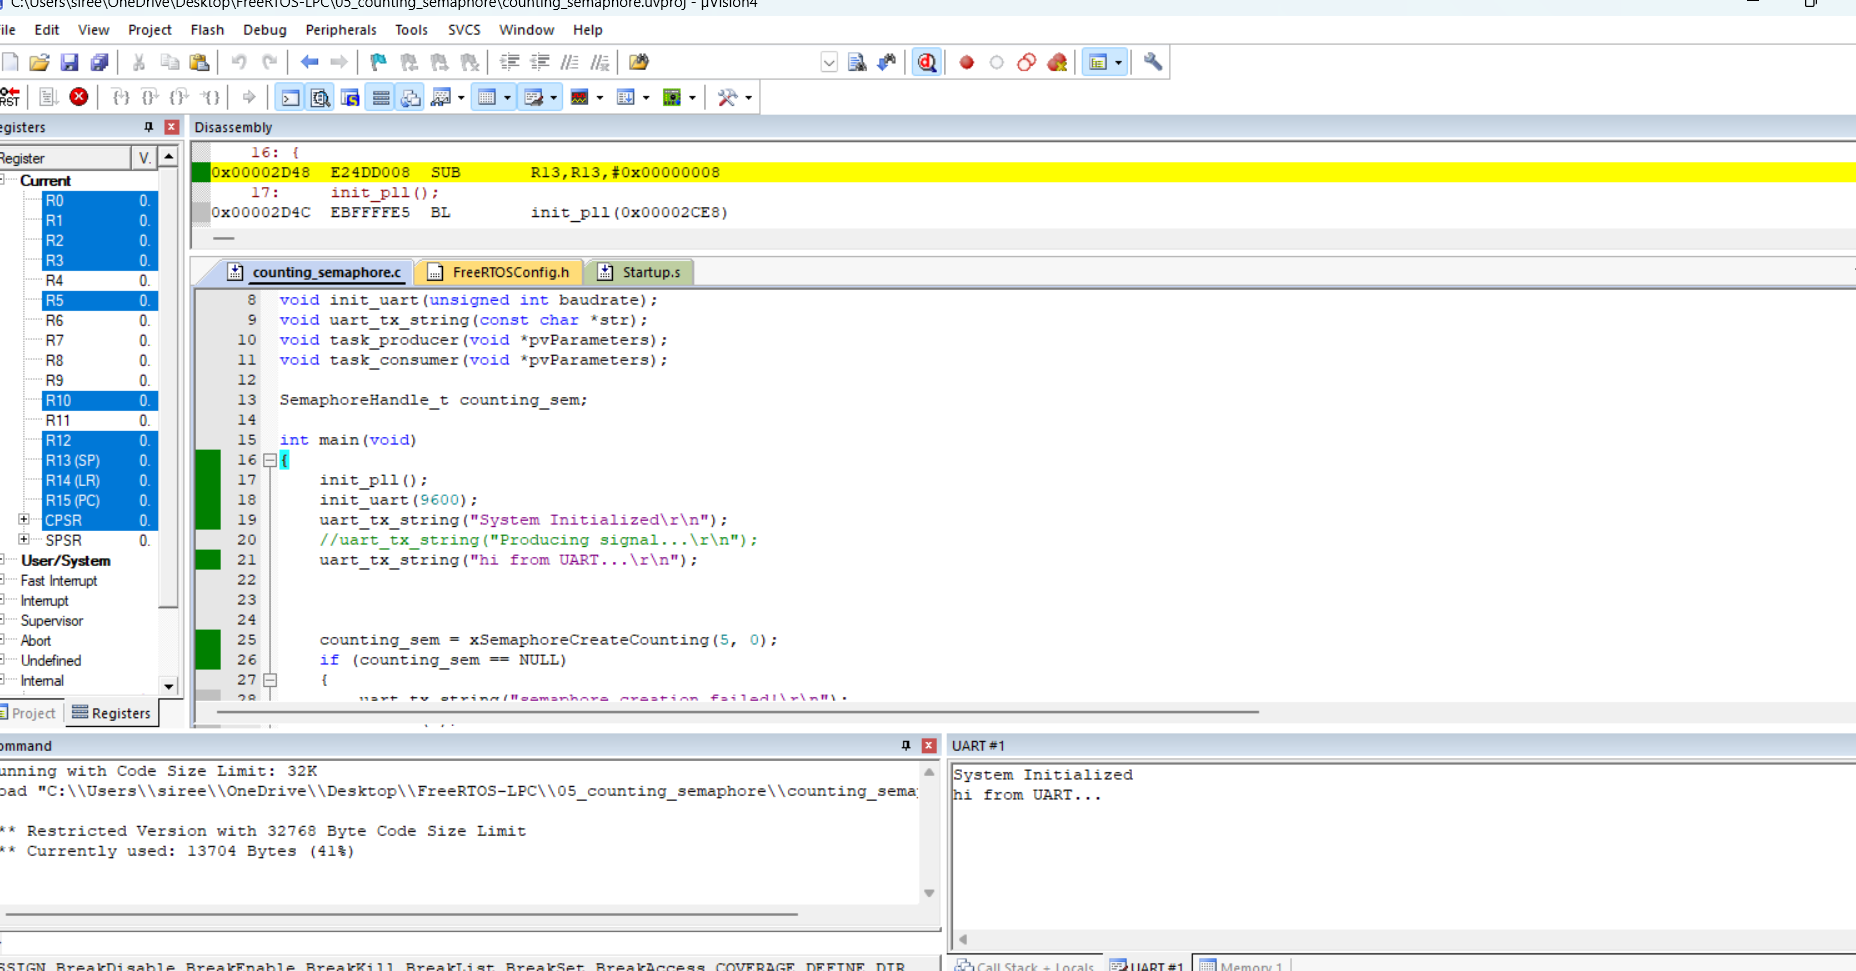 C:\Users\siree\OneDrive\Desktop\FreeRTOS-LPC\05_counting_semaphore\counting_semaphore.uvproj - µVision4
ile Edit View Project Flash Debug Peripherals Tools SVCS Window Help
RST
egisters
Register V.
Current
R0 0.
R1 0.
R2 0.
R3 0.
R4 0.
R5 0.
R6 0.
R7 0.
R8 0.
R9 0.
R10 0.
R11 0.
R12 0.
R13 (SP) 0.
R14 (LR) 0.
R15 (PC) 0.
CPSR 0.
SPSR 0.
User/System
Fast Interrupt
Interrupt
Supervisor
Abort
Undefined
Internal
Project Registers
Disassembly
16: {
0x00002D48 E24DD008 SUB R13,R13,#0x00000008
17: init_pll();
0x00002D4C EBFFFFE5 BL init_pll(0x00002CE8)
counting_semaphore.c FreeRTOSConfig.h Startup.s
8 void init_uart(unsigned int baudrate);
9 void uart_tx_string(const char *str);
10 void task_producer(void *pvParameters);
11 void task_consumer(void *pvParameters);
12
13 SemaphoreHandle_t counting_sem;
14
15 int main(void)
16 {
17 init_pll();
18 init_uart(9600);
19 uart_tx_string("System Initialized\r\n");
20 //uart_tx_string("Producing signal...\r\n");
21 uart_tx_string("hi from UART...\r\n");
22
23
24
25 counting_sem = xSemaphoreCreateCounting(5, 0);
26 if (counting_sem == NULL)
27 {
28 uart_tx_string("semaphore creation failed!\r\n");
ommand
unning with Code Size Limit: 32K
oad "C:\\Users\\siree\\OneDrive\\Desktop\\FreeRTOS-LPC\\05_counting_semaphore\\counting_sema
** Restricted Version with 32768 Byte Code Size Limit
** Currently used: 13704 Bytes (41%)
SSIGN BreakDisable BreakEnable BreakKill BreakList BreakSet BreakAccess COVERAGE DEFINE DIR
UART #1
System Initialized
hi from UART...
Call Stack + Locals UART #1 Memory 1